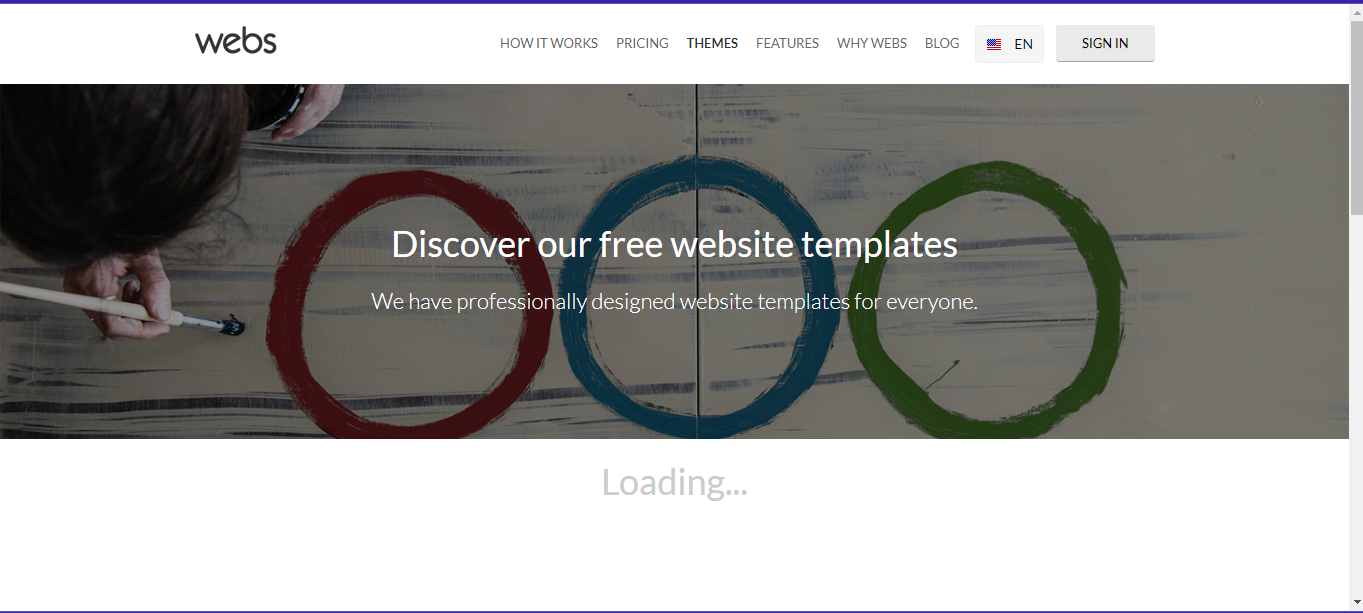 webs
HOW IT WORKS PRICING THEMES FEATURES WHY WEBS BLOG EN SIGN IN
Discover our free website templates
We have professionally designed website templates for everyone.
Loading...